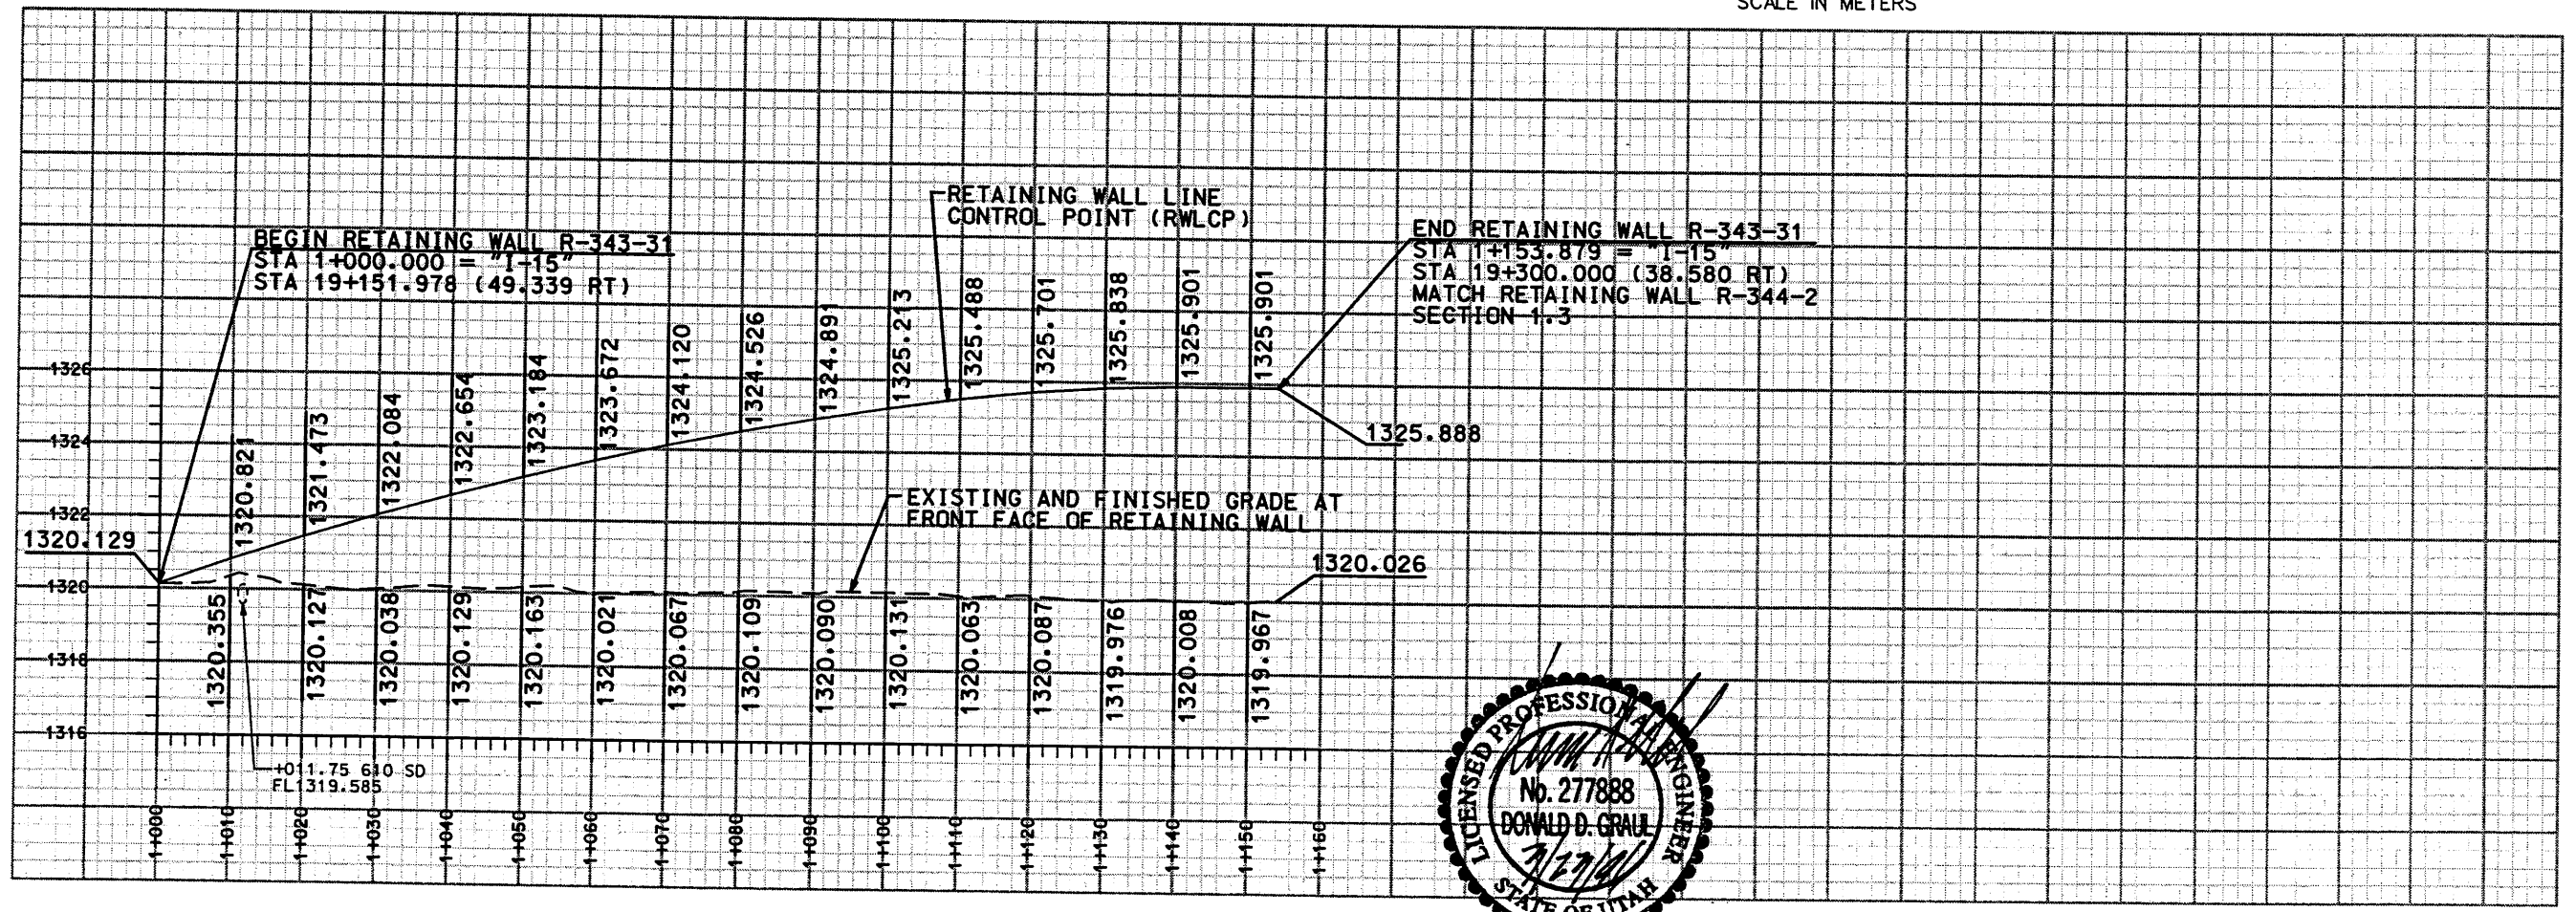 SCALE IN METERS
RETAINING WALL LINE
CONTROL POINT (RWLCP)
BEGIN RETAINING WALL R-343-31
STA 1+000.000 = "I-15"
STA 19+151.978 (49.339 RT)
END RETAINING WALL R-343-31
STA 1+153.879 = "I-15"
STA 19+300.000 (38.580 RT)
MATCH RETAINING WALL R-344-2
SECTION 1.3
1326
1324
1322
1320
1318
1316
1320.129
1320.821
1321.473
1322.084
1322.654
1323.184
1323.672
1324.120
1324.526
1324.891
1325.213
1325.488
1325.701
1325.838
1325.901
1325.901
1325.888
EXISTING AND FINISHED GRADE AT
FRONT FACE OF RETAINING WALL
1320.026
1320.355
1320.127
1320.038
1320.129
1320.163
1320.021
1320.067
1320.109
1320.090
1320.131
1320.063
1320.087
1319.976
1320.008
1319.967
+011.75 610 SD
FL1319.585
1+000
1+010
1+020
1+030
1+040
1+050
1+060
1+070
1+080
1+090
1+100
1+110
1+120
1+130
1+140
1+150
1+160
LICENSED PROFESSIONAL ENGINEER
No. 277888
DONALD D. GRAUL
STATE OF UTAH